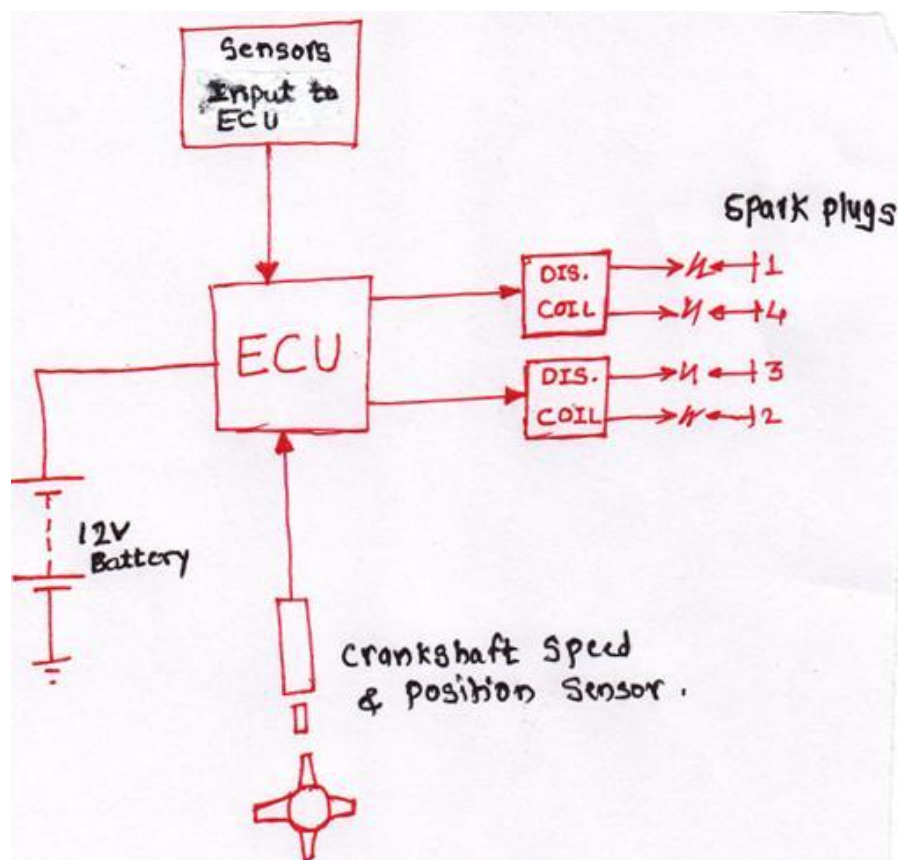 Sensors
Input to
ECU
Spark plugs
DIS.
COIL
1
4
ECU
DIS.
COIL
3
2
12V
Battery
Crankshaft Speed
& Position Sensor.